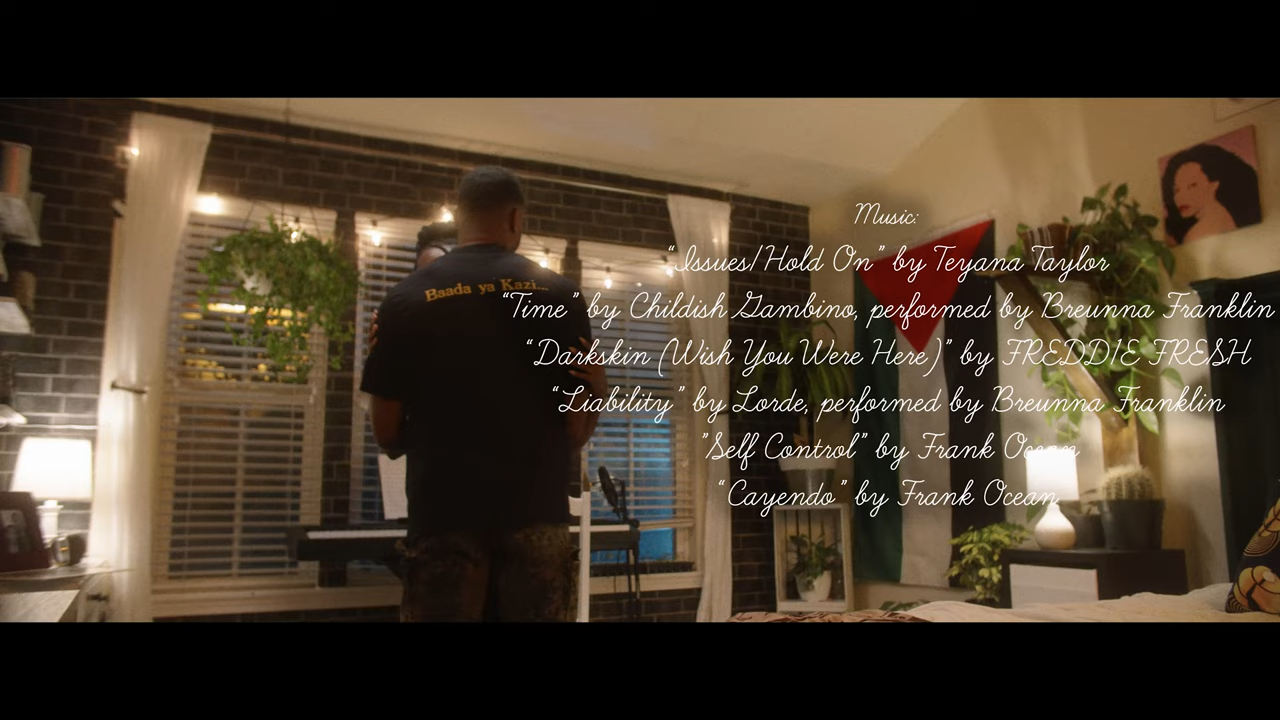 Music:
“Issues/Hold On” by Teyana Taylor
“Time” by Childish Gambino, performed by Breunna Franklin
“Darkskin (Wish You Were Here)” by FREDDIE FRESH
“Liability” by Lorde, performed by Breunna Franklin
”Self Control” by Frank Ocean
“Cayendo” by Frank Ocean
Baada ya Kazi...